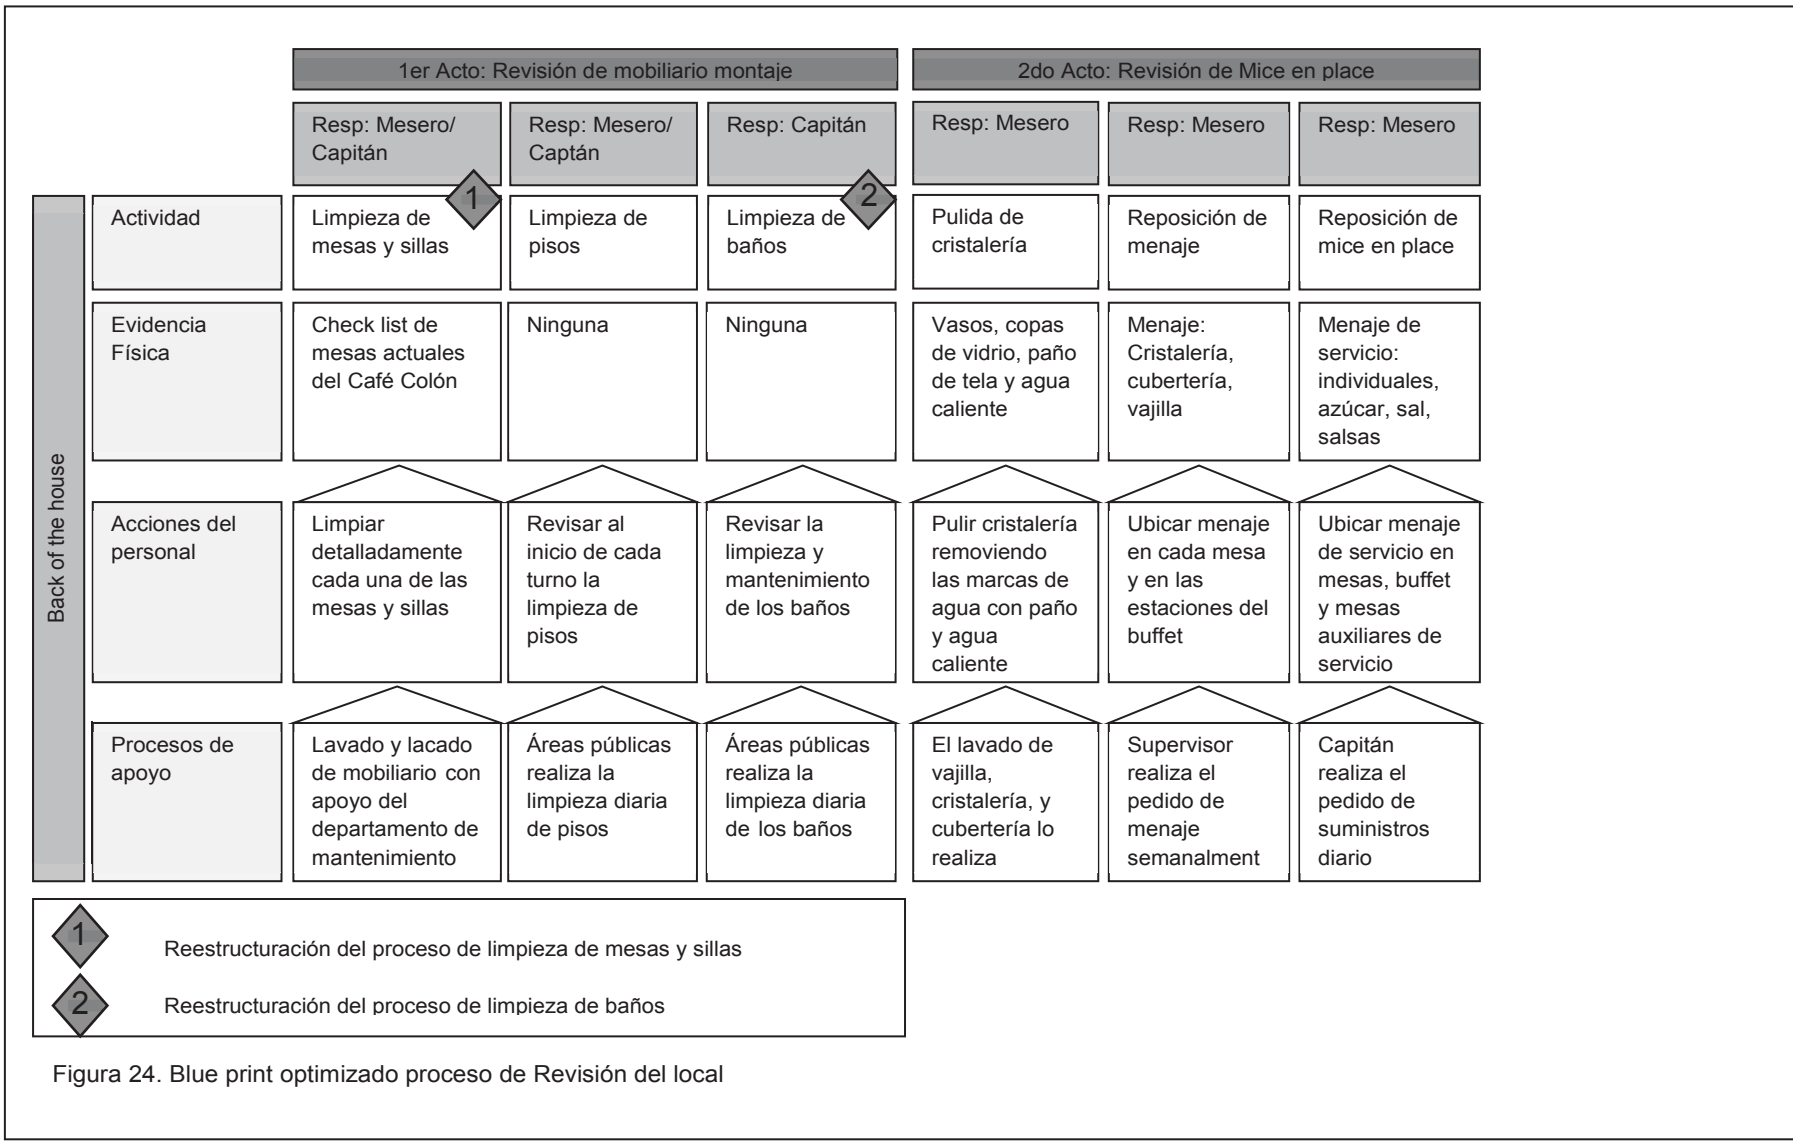 1er Acto: Revisión de mobiliario montaje
2do Acto: Revisión de Mice en place
Resp: Mesero/
Capitán
Resp: Mesero/
Captán
Resp: Capitán
Resp: Mesero
Resp: Mesero
Resp: Mesero
1
2
Back of the house
Actividad
Limpieza de
mesas y sillas
Limpieza de
pisos
Limpieza de
baños
Pulida de
cristalería
Reposición de
menaje
Reposición de
mice en place
Evidencia
Física
Check list de
mesas actuales
del Café Colón
Ninguna
Ninguna
Vasos, copas
de vidrio, paño
de tela y agua
caliente
Menaje:
Cristalería,
cubertería,
vajilla
Menaje de
servicio:
individuales,
azúcar, sal,
salsas
Acciones del
personal
Limpiar
detalladamente
cada una de las
mesas y sillas
Revisar al
inicio de cada
turno la
limpieza de
pisos
Revisar la
limpieza y
mantenimiento
de los baños
Pulir cristalería
removiendo
las marcas de
agua con paño
y agua
caliente
Ubicar menaje
en cada mesa
y en las
estaciones del
buffet
Ubicar menaje
de servicio en
mesas, buffet
y mesas
auxiliares de
servicio
Procesos de
apoyo
Lavado y lacado
de mobiliario con
apoyo del
departamento de
mantenimiento
Áreas públicas
realiza la
limpieza diaria
de pisos
Áreas públicas
realiza la
limpieza diaria
de los baños
El lavado de
vajilla,
cristalería, y
cubertería lo
realiza
Supervisor
realiza el
pedido de
menaje
semanalment
Capitán
realiza el
pedido de
suministros
diario
1
Reestructuración del proceso de limpieza de mesas y sillas
2
Reestructuración del proceso de limpieza de baños
Figura 24. Blue print optimizado proceso de Revisión del local